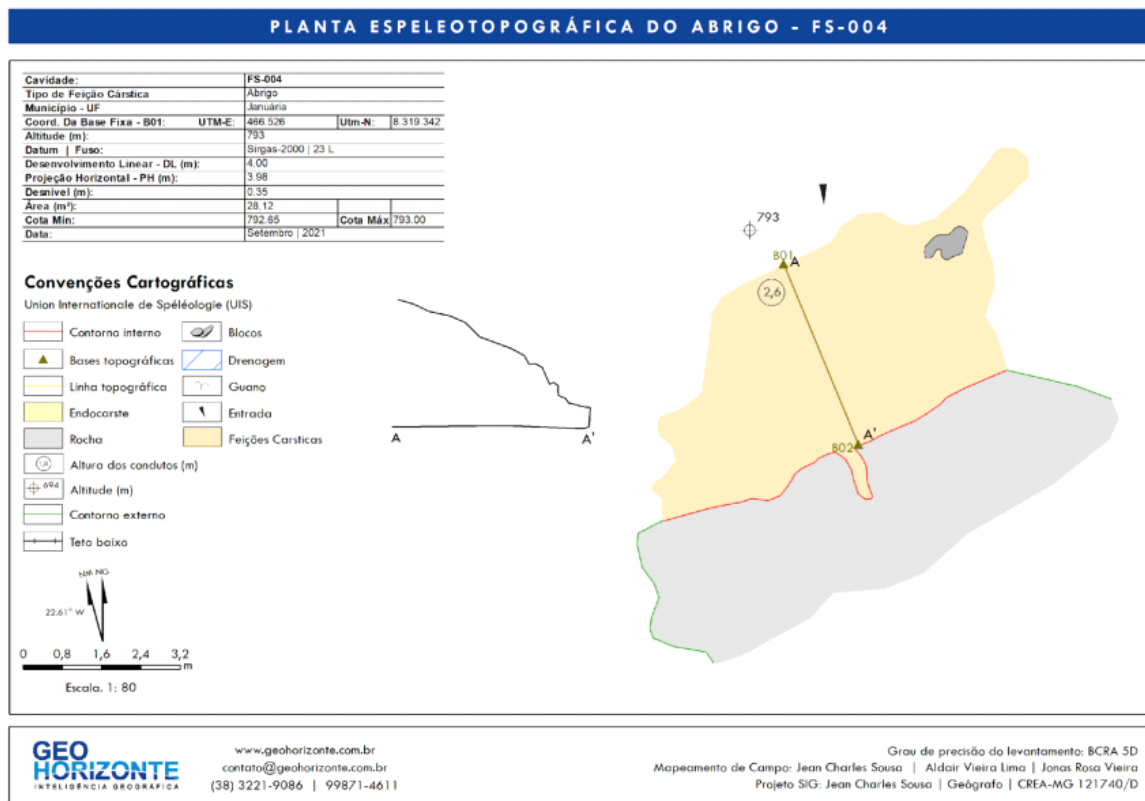 PLANTA ESPELEOTOPOGRÁFICA DO ABRIGO - FS-004
Cavidade: FS-004
Tipo de Feição Cárstica Abrigo
Município - UF Januária
Coord. Da Base Fixa - B01: UTM-E: 466.526 Utm-N: 8.319.342
Altitude (m): 793
Datum | Fuso: Sirgas-2000 | 23 L
Desenvolvimento Linear - DL (m): 4.00
Projeção Horizontal - PH (m): 3.98
Desnível (m): 0.35
Área (m²): 28,12
Cota Min: 792.65 Cota Máx 793.00
Data: Setembro | 2021
Convenções Cartográficas
Union Internationale de Spéléologie (UIS)
Contorno interno Blocos
Bases topográficas Drenagem
Linha topográfica Guano
Endocarste Entrada
Rocha Feições Carsticas
Altura dos condutos (m)
694 Altitude (m)
Contorno externo
Teto baixo
NM NG
22.61° W
0 0,8 1,6 2,4 3,2
m
Escala. 1: 80
A A'
793
B01 A
2,6
B02 A'
GEO
HORIZONTE
INTELIGÊNCIA GEOGRÁFICA
www.geohorizonte.com.br
contato@geohorizonte.com.br
(38) 3221-9086 | 99871-4611
Grau de precisão do levantamento: BCRA 5D
Mapeamento de Campo: Jean Charles Sousa | Aldair Vieira Lima | Jonas Rosa Vieira
Projeto SIG: Jean Charles Sousa | Geógrafo | CREA-MG 121740/D